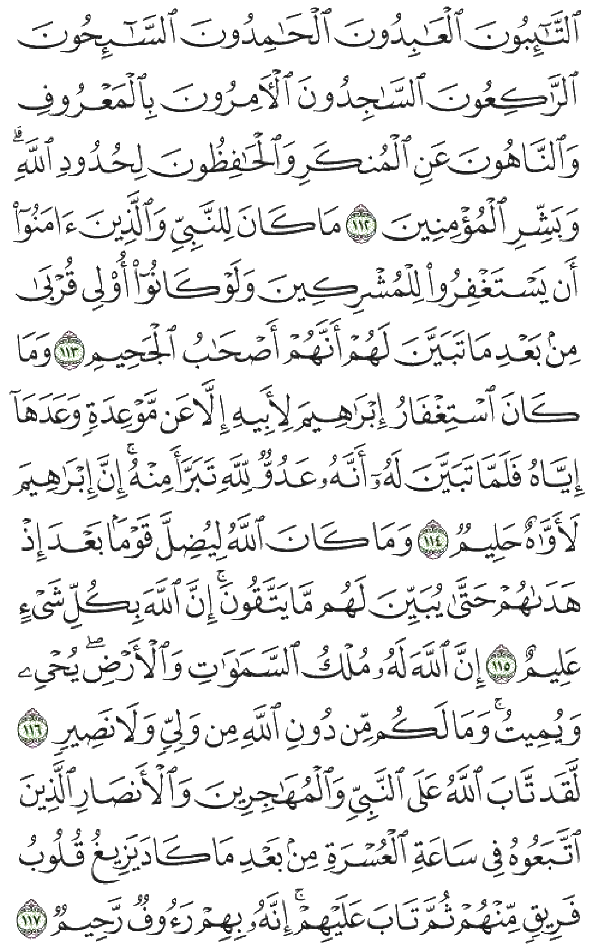 ٱلتَّـٰٓئِبُونَ ٱلْعَـٰبِدُونَ ٱلْحَـٰمِدُونَ ٱلسَّـٰٓئِحُونَ
ٱلرَّٰكِعُونَ ٱلسَّـٰجِدُونَ ٱلْـَٔامِرُونَ بِٱلْمَعْرُوفِ
وَٱلنَّاهُونَ عَنِ ٱلْمُنكَرِ وَٱلْحَـٰفِظُونَ لِحُدُودِ ٱللَّهِ ۗ
وَبَشِّرِ ٱلْمُؤْمِنِينَ ١١٢ مَا كَانَ لِلنَّبِىِّ وَٱلَّذِينَ ءَامَنُوٓا۟
أَن يَسْتَغْفِرُوا۟ لِلْمُشْرِكِينَ وَلَوْ كَانُوٓا۟ أُو۟لِى قُرْبَىٰ
مِنۢ بَعْدِ مَا تَبَيَّنَ لَهُمْ أَنَّهُمْ أَصْحَـٰبُ ٱلْجَحِيمِ ١١٣ وَمَا
كَانَ ٱسْتِغْفَارُ إِبْرَٰهِيمَ لِأَبِيهِ إِلَّا عَن مَّوْعِدَةٍ وَعَدَهَآ
إِيَّاهُ فَلَمَّا تَبَيَّنَ لَهُۥٓ أَنَّهُۥ عَدُوٌّ لِّلَّهِ تَبَرَّأَ مِنْهُ ۚ إِنَّ إِبْرَٰهِيمَ
لَأَوَّٰهٌ حَلِيمٌ ١١٤ وَمَا كَانَ ٱللَّهُ لِيُضِلَّ قَوْمًۢا بَعْدَ إِذْ
هَدَىٰهُمْ حَتَّىٰ يُبَيِّنَ لَهُم مَّا يَتَّقُونَ ۚ إِنَّ ٱللَّهَ بِكُلِّ شَىْءٍ
عَلِيمٌ ١١٥ إِنَّ ٱللَّهَ لَهُۥ مُلْكُ ٱلسَّمَـٰوَٰتِ وَٱلْأَرْضِ ۖ يُحْىِۦ
وَيُمِيتُ ۚ وَمَا لَكُم مِّن دُونِ ٱللَّهِ مِن وَلِىٍّ وَلَا نَصِيرٍ ١١٦
لَّقَد تَّابَ ٱللَّهُ عَلَى ٱلنَّبِىِّ وَٱلْمُهَـٰجِرِينَ وَٱلْأَنصَارِ ٱلَّذِينَ
ٱتَّبَعُوهُ فِى سَاعَةِ ٱلْعُسْرَةِ مِنۢ بَعْدِ مَا كَادَ يَزِيغُ قُلُوبُ
فَرِيقٍ مِّنْهُمْ ثُمَّ تَابَ عَلَيْهِمْ ۚ إِنَّهُۥ بِهِمْ رَءُوفٌ رَّحِيمٌ ١١٧